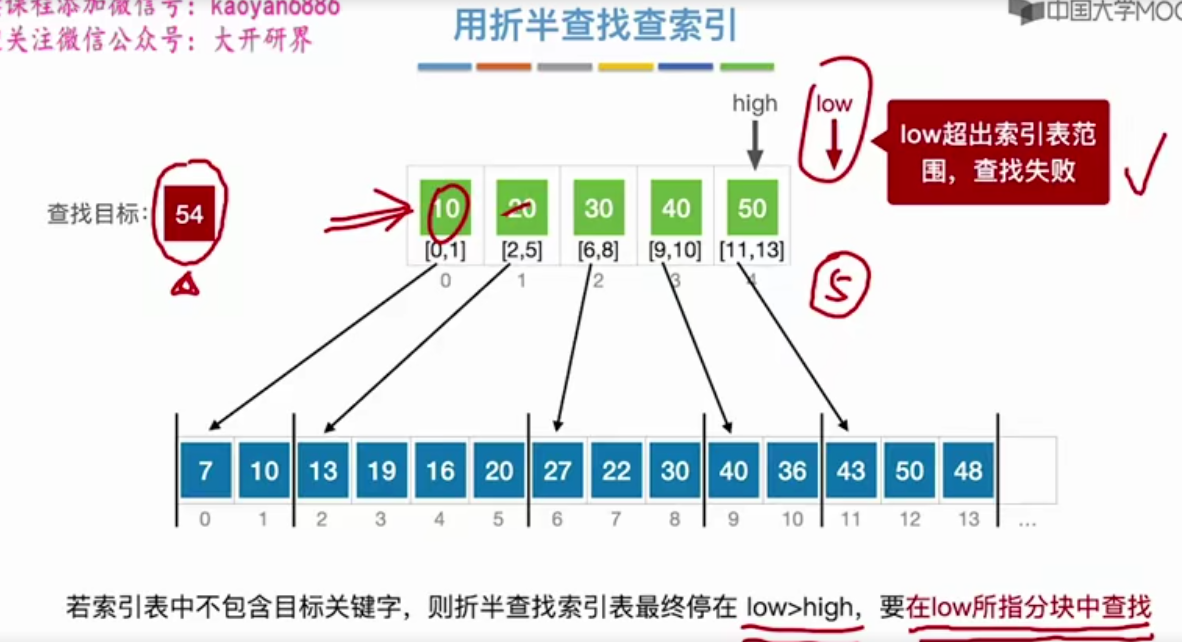 课程添加微信号：kaoyan6886
关注微信公众号：大开研界
用折半查找查索引
中国大学MOO
high
low
low超出索引表范
围，查找失败
查找目标：
54
10 20 30 40 50
[0,1] [2,5] [6,8] [9,10] [11,13]
0 1 2 3 4
5
7 10 13 19 16 20 27 22 30 40 36 43 50 48
0 1 2 3 4 5 6 7 8 9 10 11 12 13 ...
若索引表中不包含目标关键字，则折半查找索引表最终停在 low>high，要在low所指分块中查找